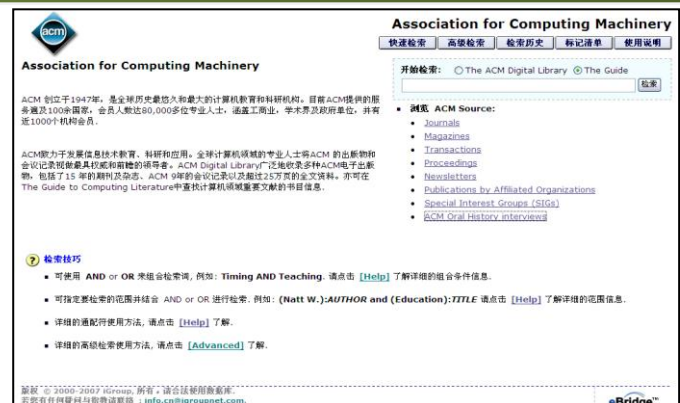 acm
Association for Computing Machinery
快速检索 高级检索 检索历史 标记清单 使用说明
Association for Computing Machinery
ACM 创立于1947年，是全球历史最悠久和最大的计算机教育和科研机构。目前ACM提供的服
务遍及100余国家，会员人数达80,000多位专业人士，涵盖工商业，学术界及政府单位，并有
近1000个机构会员.
ACM致力于发展信息技术教育、科研和应用。全球计算机领域的专业人士将ACM 的出版物和
会议记录视做最具权威和前瞻的领导者。ACM Digital Library广泛地收录多种ACM电子出版
物，包括了15 年的期刊及杂志、ACM 9年的会议记录以及超过25万页的全文资料。亦可在
The Guide to Computing Literature中查找计算机领域重要文献的书目信息.
开始检索: The ACM Digital Library The Guide
检索
浏览 ACM Source:
Journals
Magazines
Transactions
Proceedings
Newsletters
Publications by Affiliated Organizations
Special Interest Groups (SIGs)
ACM Oral History interviews
? 检索技巧
可使用 AND or OR 来组合检索词, 例如: Timing AND Teaching. 请点击 [Help] 了解详细的组合条件信息.
可指定要检索的范围并结合 AND or OR 进行检索. 例如: (Natt W.):AUTHOR and (Education):TITLE 请点击 [Help] 了解详细的范围信息.
详细的通配符使用方法, 请点击 [Help] 了解.
详细的高级检索使用方法, 请点击 [Advanced] 了解.
版权 © 2000-2007 iGroup, 所有。请合法使用数据库.
若您有任何疑问与指教请联络 : info.cn@igroupnet.com.
eBridge™